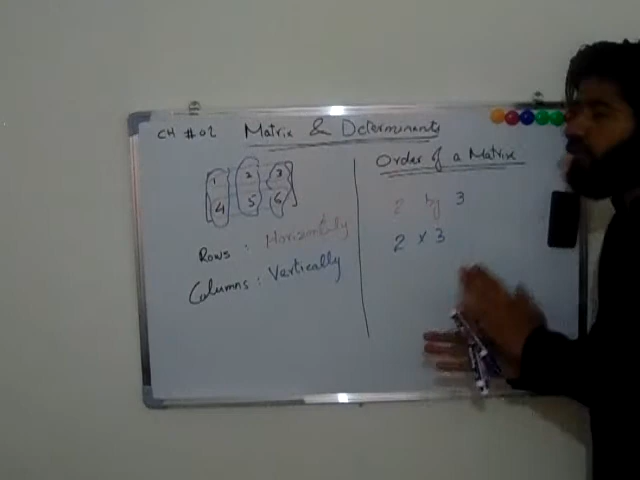 CH #02 Matrix & Determinants
1 2 3
4 5 6
Rows : Horizontly
Columns : Vertically
Order of a Matrix
2 by 3
2 × 3